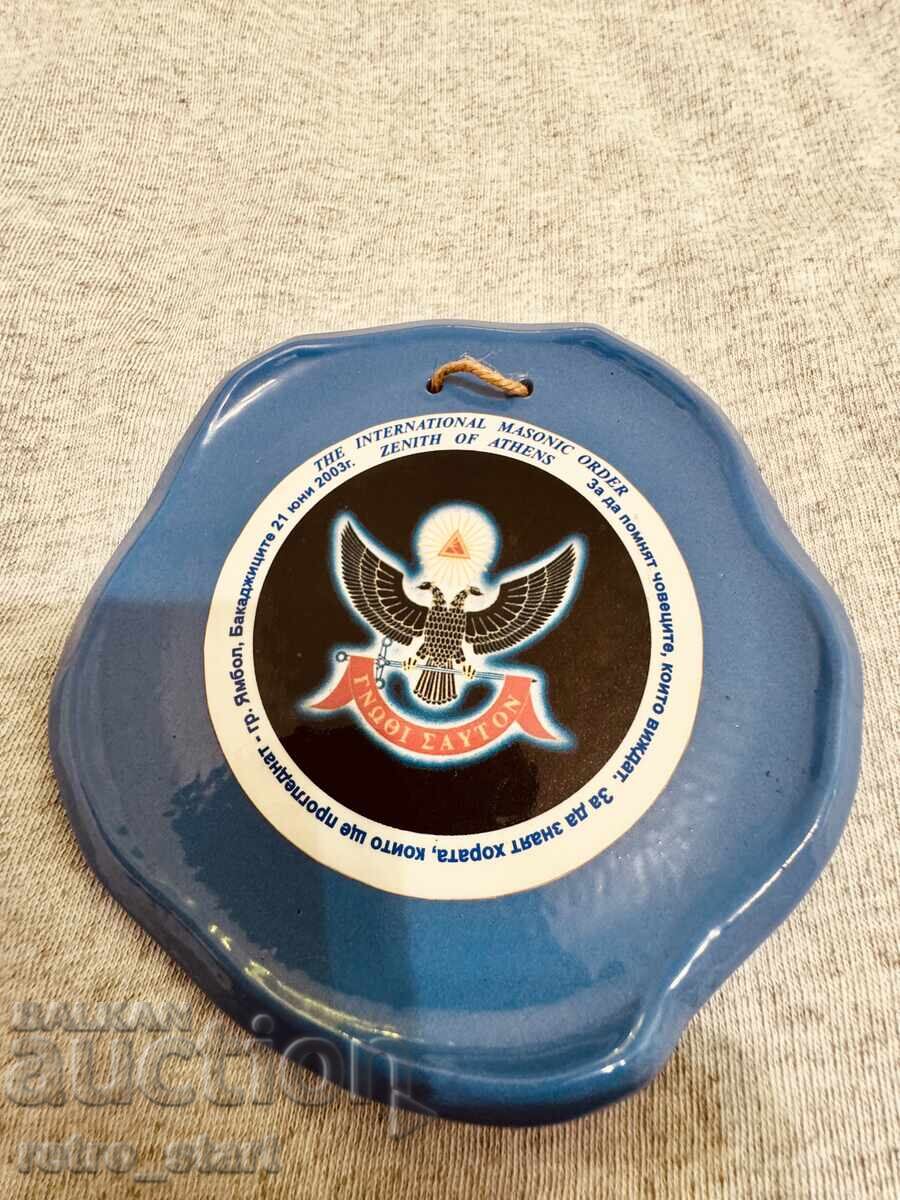 THE INTERNATIONAL MASONIC ORDER
ZENITH OF ATHENS
За да помнят човеците, които виждат. За да знаят хората, които ще прогледнат - гр. Ямбол, Бакаджиците 21 юни 2003г.
ΓΝΩΘΙ ΣΑΥΤΟΝ
BALKAN
auction
retro_start